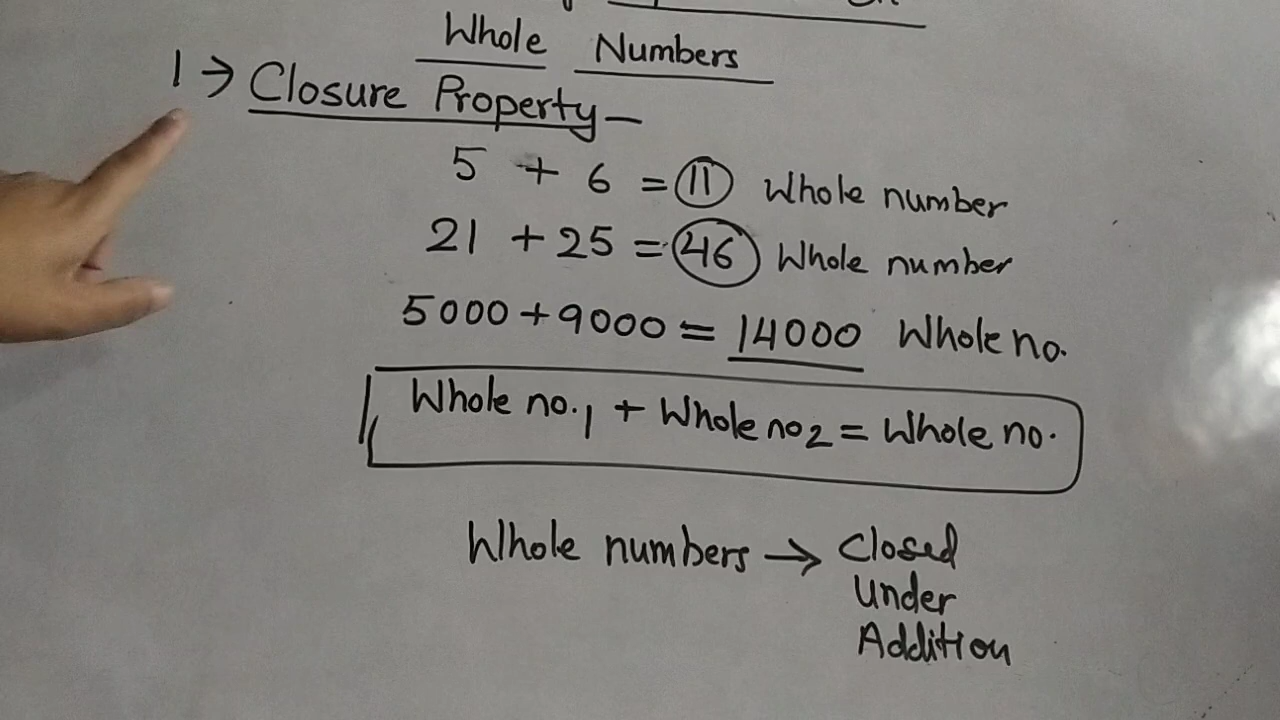 Whole Numbers
1 → Closure Property —
5 + 6 = 11 Whole number
21 + 25 = 46 Whole number
5000 + 9000 = 14000 Whole no.
Whole no.1 + Whole no2 = Whole no.
Whole numbers → Closed
Under
Addition